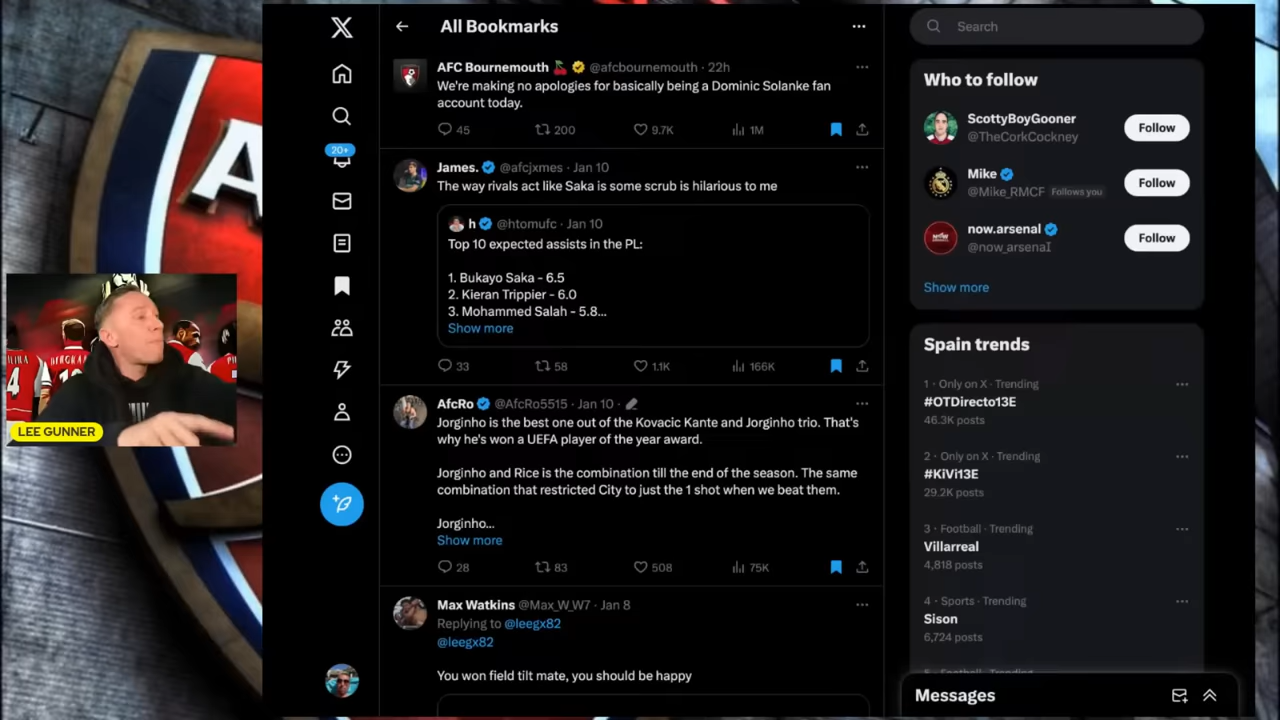 All Bookmarks
AFC Bournemouth 🍒 @afcbournemouth · 22h
We're making no apologies for basically being a Dominic Solanke fan
account today.
45 200 9.7K 1M
James. @afcjxmes · Jan 10
The way rivals act like Saka is some scrub is hilarious to me
h @htomufc · Jan 10
Top 10 expected assists in the PL:
1. Bukayo Saka - 6.5
2. Kieran Trippier - 6.0
3. Mohammed Salah - 5.8...
Show more
33 58 1.1K 166K
AfcRo @AfcRo5515 · Jan 10 ·
Jorginho is the best one out of the Kovacic Kante and Jorginho trio. That's
why he's won a UEFA player of the year award.
Jorginho and Rice is the combination till the end of the season. The same
combination that restricted City to just the 1 shot when we beat them.
Jorginho...
Show more
28 83 508 75K
Max Watkins @Max_W_W7 · Jan 8
Replying to @leegx82
@leegx82
You won field tilt mate, you should be happy
20+
Search
Who to follow
ScottyBoyGooner
@TheCorkCockney
Follow
Mike
@Mike_RMCF Follows you
Follow
now.arsenal
@now_arsenaI
Follow
Show more
Spain trends
1 · Only on X · Trending
#OTDirecto13E
46.3K posts
2 · Only on X · Trending
#KiVi13E
29.2K posts
3 · Football · Trending
Villarreal
4,818 posts
4 · Sports · Trending
Sison
6,724 posts
Messages
4
BERGKAM
LEE GUNNER